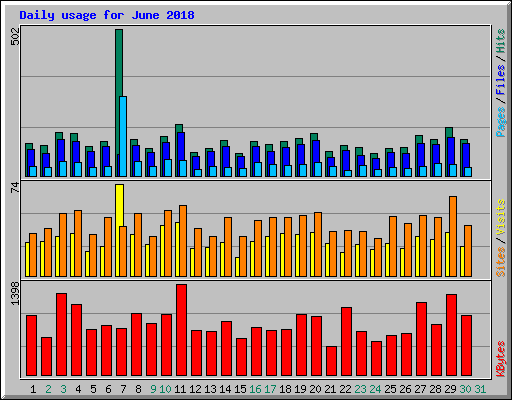 Daily usage for June 2018
502
Pages / Files / Hits
74
Sites / Visits
1398
KBytes
1 2 3 4 5 6 7 8 9 10 11 12 13 14 15 16 17 18 19 20 21 22 23 24 25 26 27 28 29 30 31